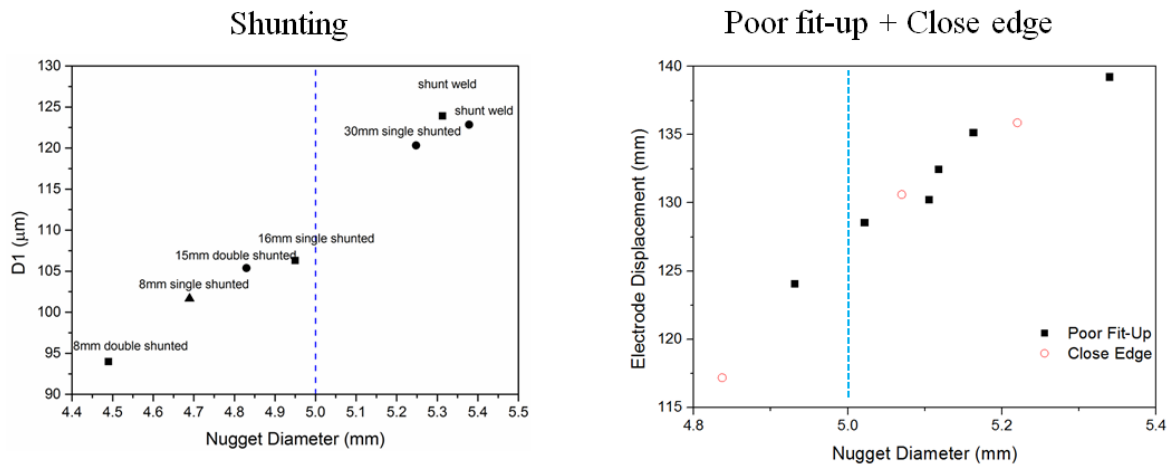 Shunting
130
125
120
115
110
105
100
95
90
D1 (μm)
shunt weld
shunt weld
30mm single shunted
16mm single shunted
15mm double shunted
8mm single shunted
8mm double shunted
4.4 4.5 4.6 4.7 4.8 4.9 5.0 5.1 5.2 5.3 5.4 5.5
Nugget Diameter (mm)
Poor fit-up + Close edge
140
135
130
125
120
115
Electrode Displacement (mm)
Poor Fit-Up
Close Edge
4.8 5.0 5.2 5.4
Nugget Diameter (mm)